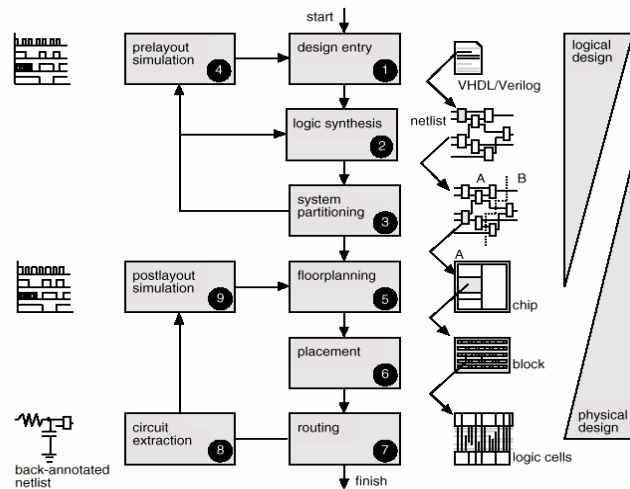 start
prelayout
simulation
4
design entry
1
VHDL/Verilog
logical
design
logic synthesis
2
netlist
system
partitioning
3
A
B
postlayout
simulation
9
floorplanning
5
A
chip
placement
6
block
circuit
extraction
8
routing
7
logic cells
physical
design
back-annotated
netlist
finish